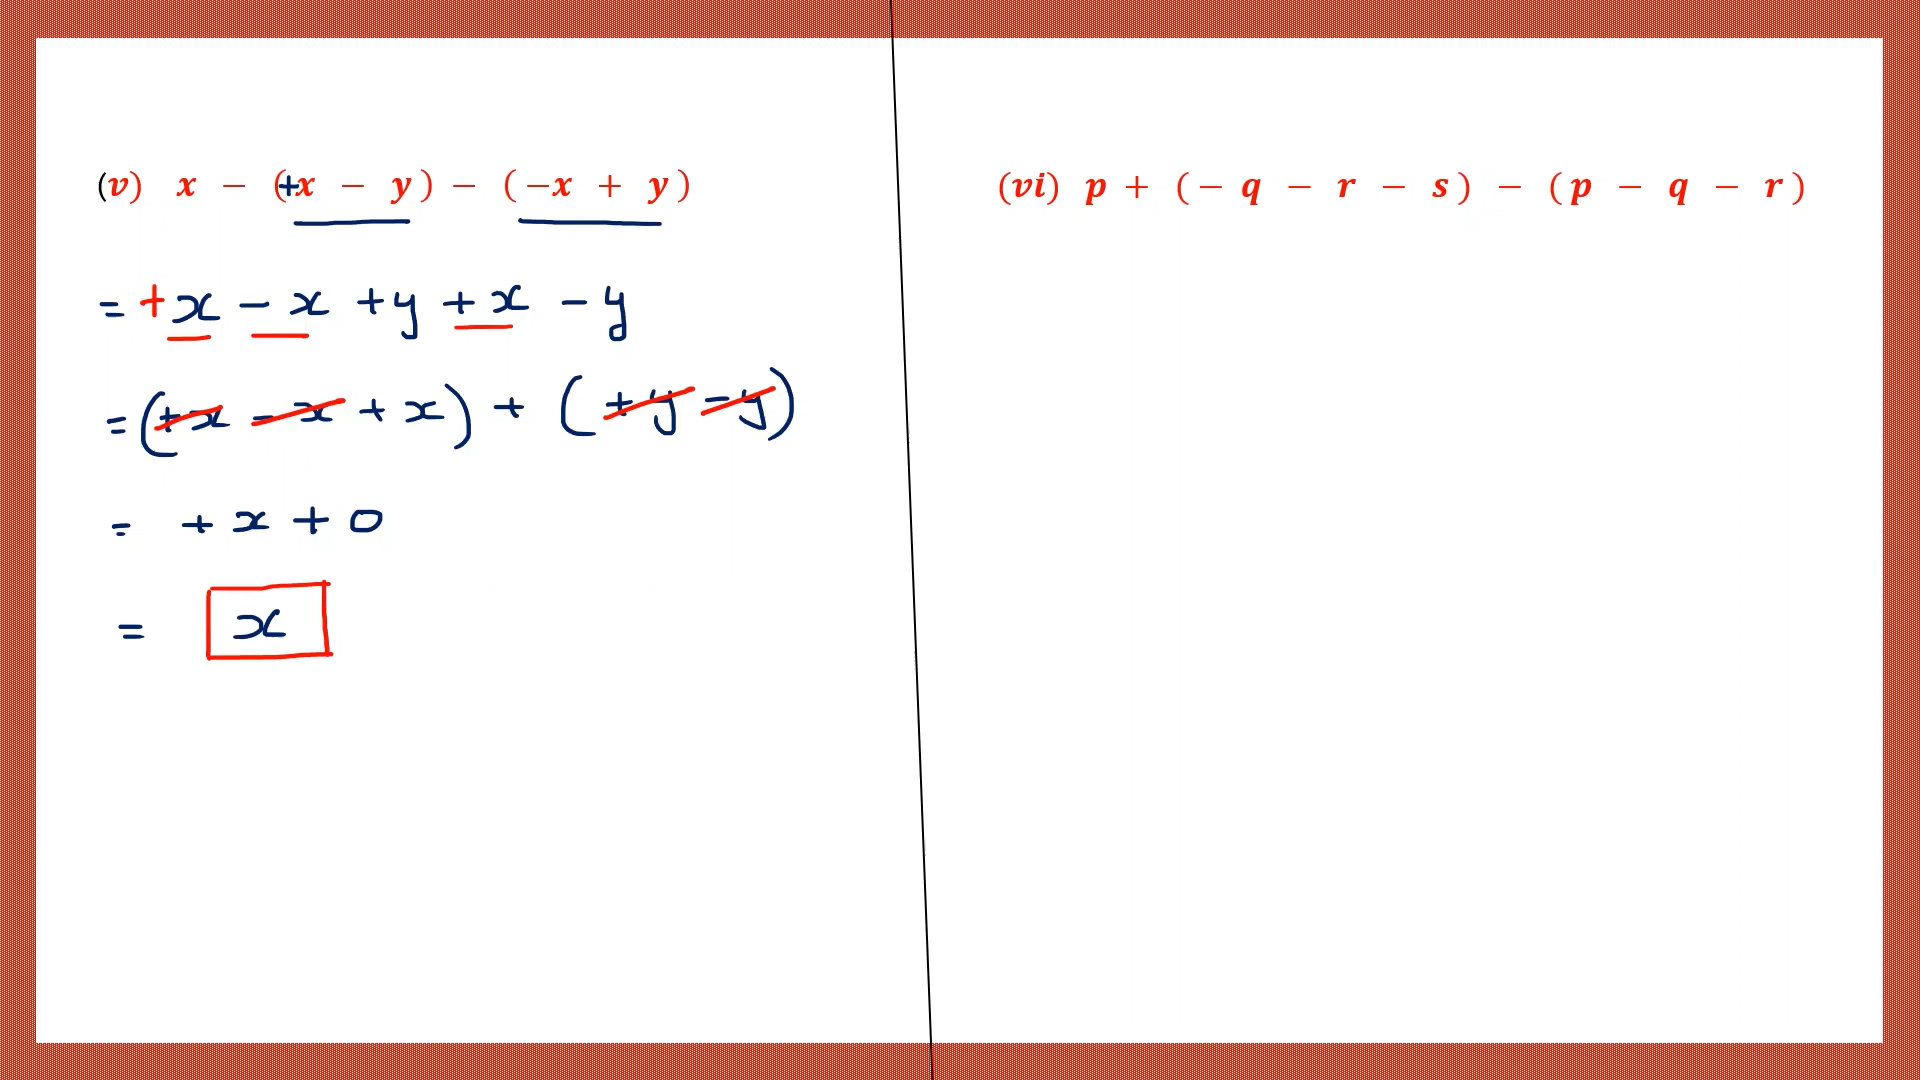 (v) x − (+x − y) − (−x + y)
= +x − x + y + x − y
= (+x − x + x) + (+y − y)
= + x + 0
= x
(vi) p + (− q − r − s) − (p − q − r)